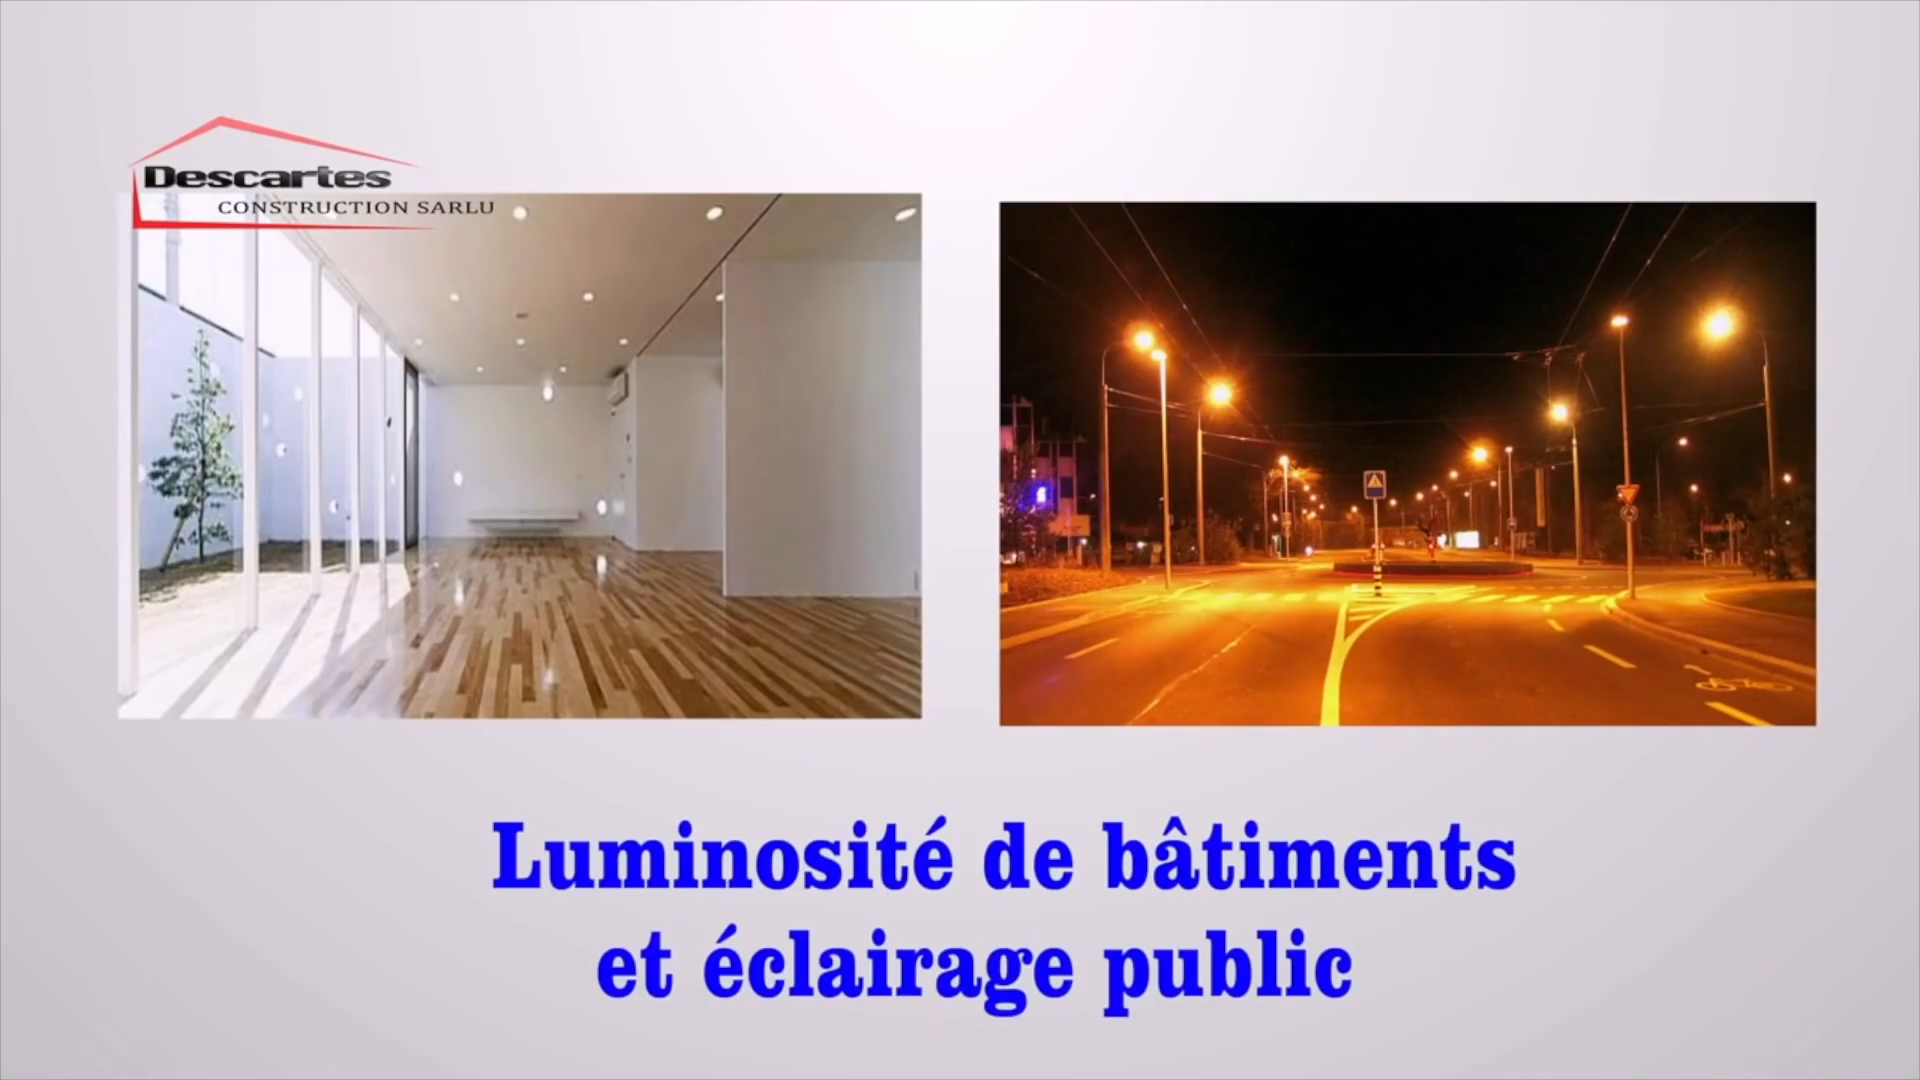 Descartes
CONSTRUCTION SARLU
Luminosité de bâtiments
et éclairage public